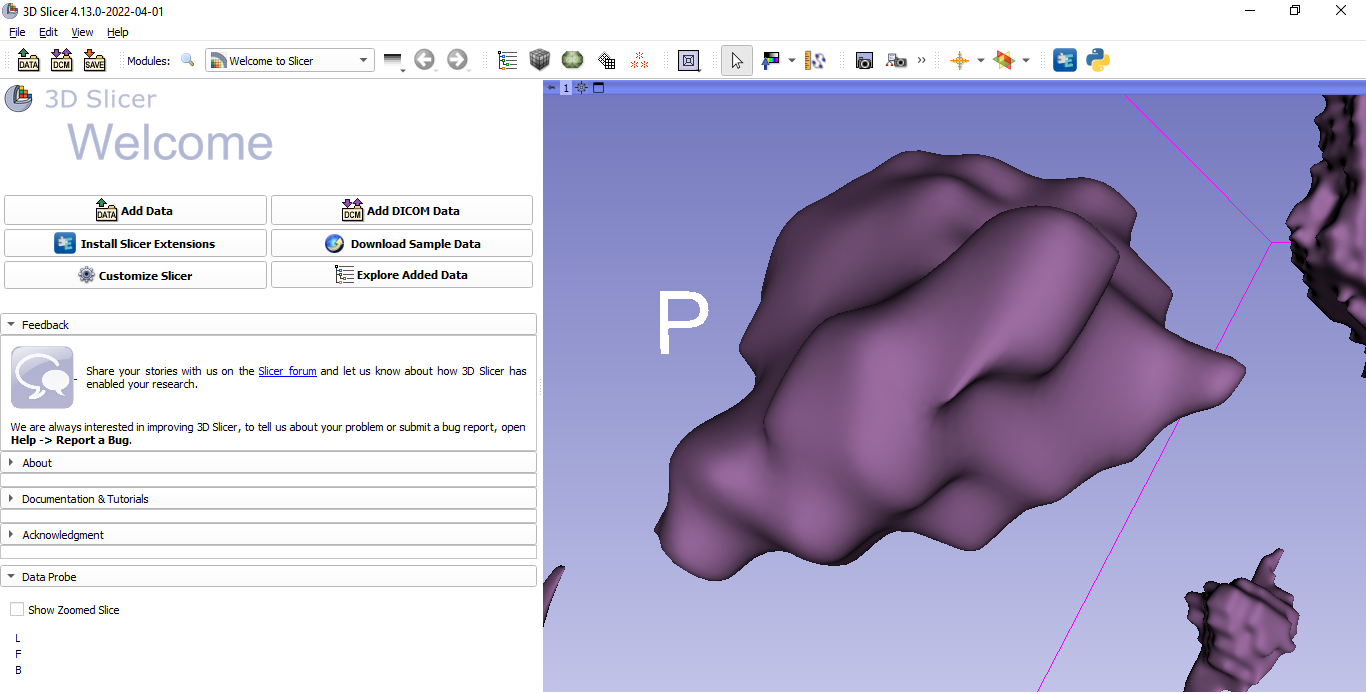 3D Slicer 4.13.0-2022-04-01
File Edit View Help
DATA DCM SAVE Modules: Welcome to Slicer »
1
3D Slicer
Welcome
DATA Add Data DCM Add DICOM Data
Install Slicer Extensions Download Sample Data
Customize Slicer Explore Added Data
Feedback
Share your stories with us on the Slicer forum and let us know about how 3D Slicer has
enabled your research.
We are always interested in improving 3D Slicer, to tell us about your problem or submit a bug report, open
Help -> Report a Bug.
About
Documentation & Tutorials
Acknowledgment
Data Probe
Show Zoomed Slice
L
F
B
P